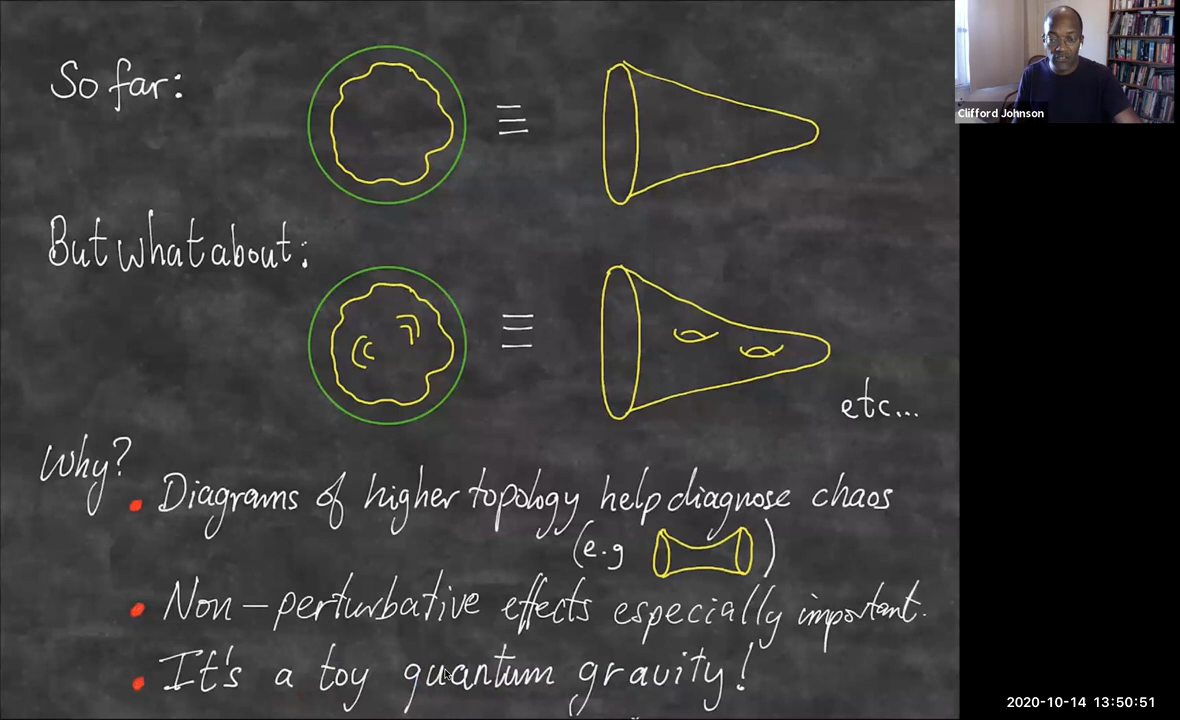 So far:
Clifford Johnson
But what about:
etc...
Why?
• Diagrams of higher topology help diagnose chaos
(e.g )
• Non-perturbative effects especially important.
• It's a toy quantum gravity!
2020-10-14 13:50:51